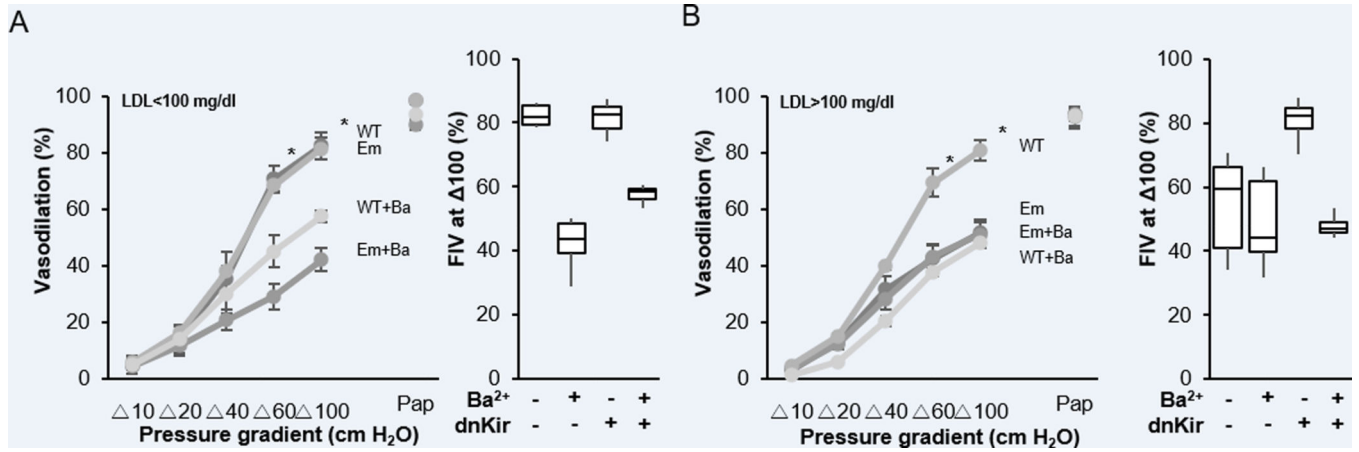 A
LDL<100 mg/dl
Vasodilation (%)
100
80
60
40
20
0
* *
WT
Em
WT+Ba
Em+Ba
△10 △20 △40 △60 △100 Pap
Pressure gradient (cm H₂O)
FIV at Δ100 (%)
100
80
60
40
20
0
Ba²⁺ - + - +
dnKir - - + +
B
LDL>100 mg/dl
Vasodilation (%)
100
80
60
40
20
0
* *
WT
Em
Em+Ba
WT+Ba
△10 △20 △40 △60 △100 Pap
Pressure gradient (cm H₂O)
FIV at Δ100 (%)
100
80
60
40
20
0
Ba²⁺ - + - +
dnKir - - + +